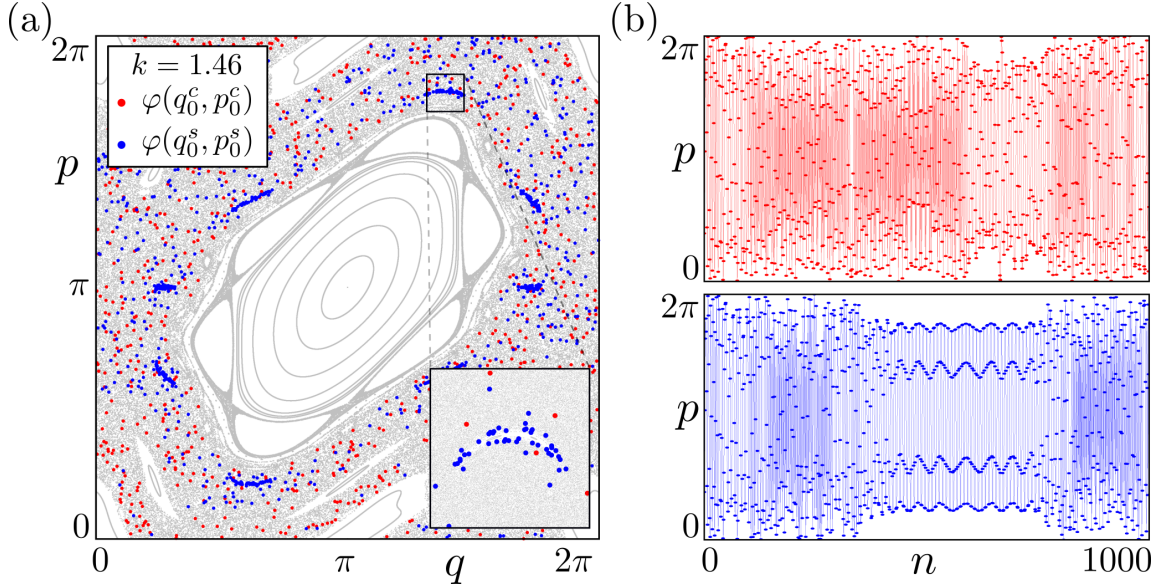 (a)
2π
k = 1.46
φ(q₀ᶜ, p₀ᶜ)
φ(q₀ˢ, p₀ˢ)
p
π
0
0 π q 2π
(b)
2π
p
0
2π
p
0
0 n 1000